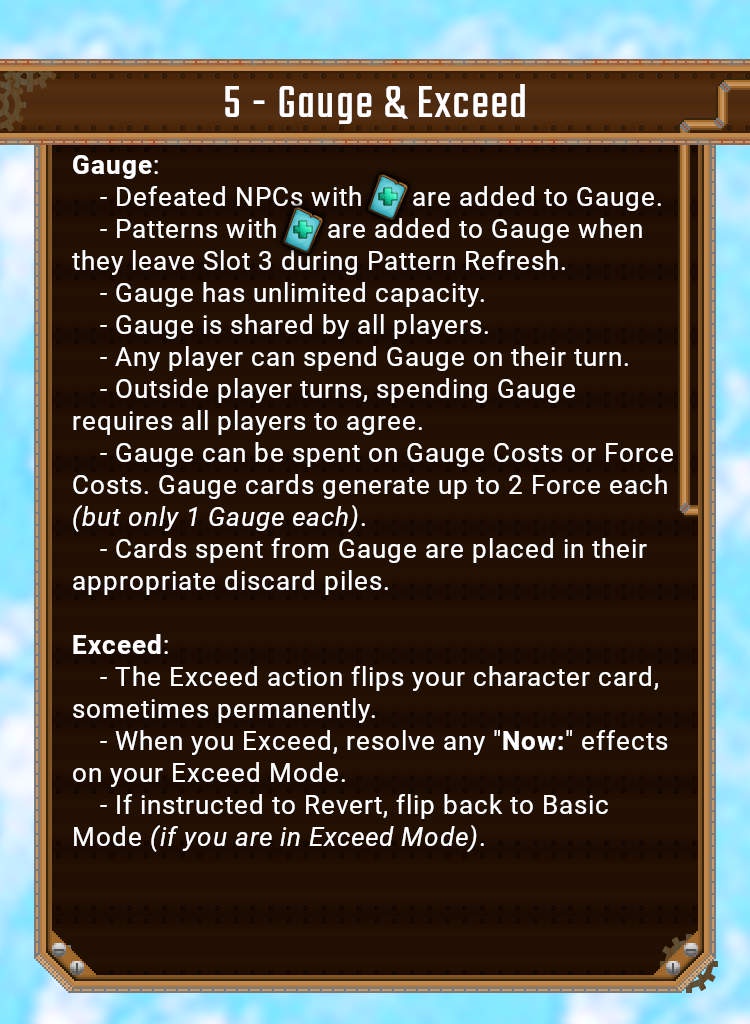 5 - Gauge & Exceed
Gauge:
- Defeated NPCs with are added to Gauge.
- Patterns with are added to Gauge when
they leave Slot 3 during Pattern Refresh.
- Gauge has unlimited capacity.
- Gauge is shared by all players.
- Any player can spend Gauge on their turn.
- Outside player turns, spending Gauge
requires all players to agree.
- Gauge can be spent on Gauge Costs or Force
Costs. Gauge cards generate up to 2 Force each
(but only 1 Gauge each).
- Cards spent from Gauge are placed in their
appropriate discard piles.
Exceed:
- The Exceed action flips your character card,
sometimes permanently.
- When you Exceed, resolve any "Now:" effects
on your Exceed Mode.
- If instructed to Revert, flip back to Basic
Mode (if you are in Exceed Mode).